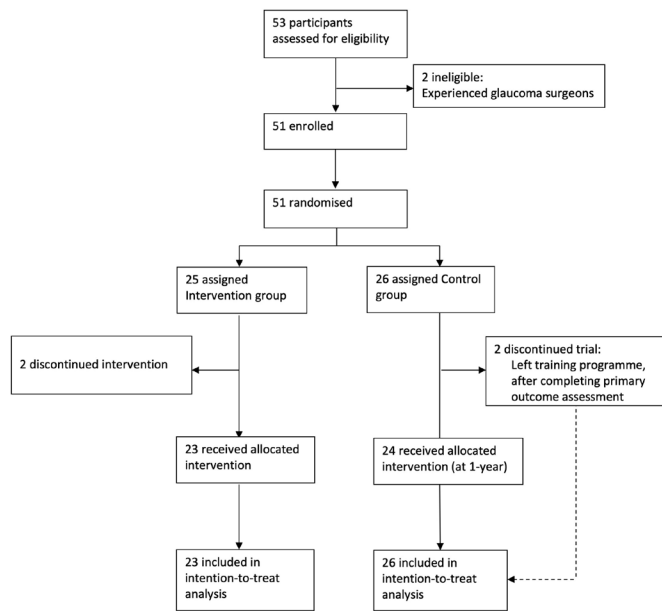 53 participants
assessed for eligibility
2 ineligible:
Experienced glaucoma surgeons
51 enrolled
51 randomised
25 assigned
Intervention group
26 assigned Control
group
2 discontinued intervention
2 discontinued trial:
Left training programme,
after completing primary
outcome assessment
23 received allocated
intervention
24 received allocated
intervention (at 1-year)
23 included in
intention-to-treat
analysis
26 included in
intention-to-treat
analysis